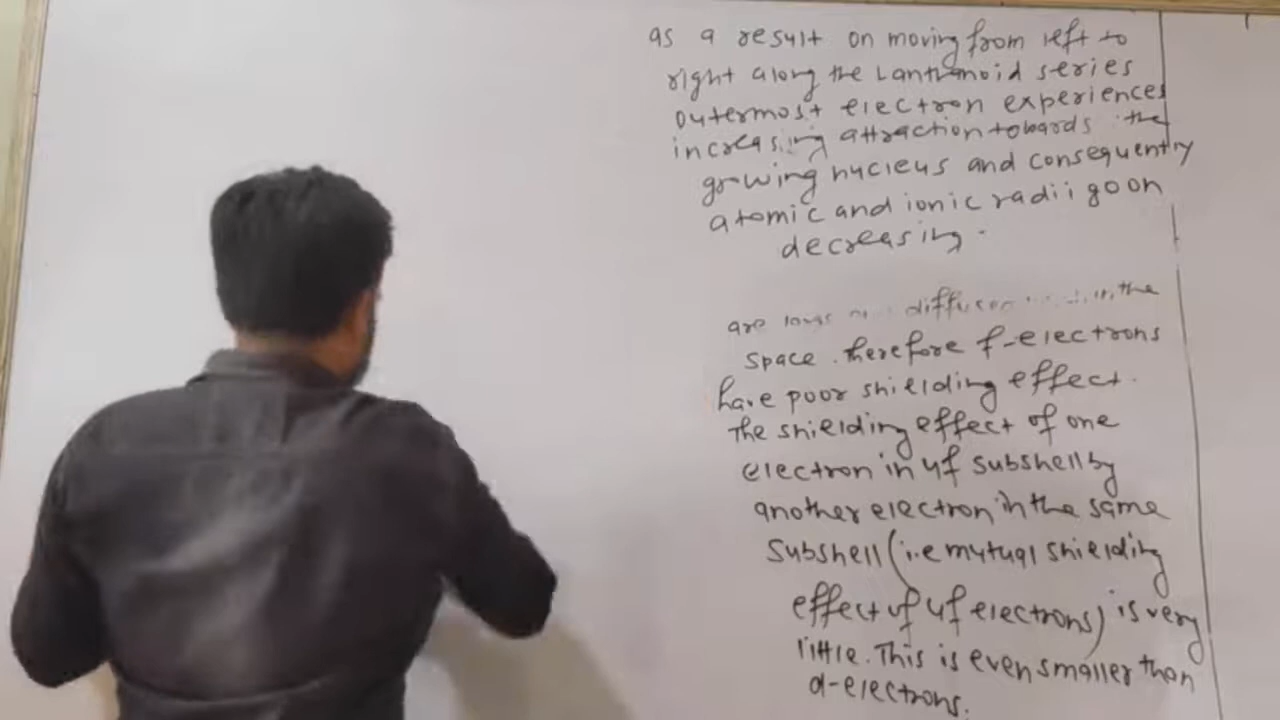 as a result on moving from left to
right along the Lanthanoid series
outermost electron experiences
increasing attraction towards the
growing nucleus and consequently
atomic and ionic radii go on
decreasing.
are in the
space. therefore f-electrons
have poor shielding effect.
The shielding effect of one
electron in 4f subshell by
another electron in the same
subshell (i.e mutual shielding
effect of 4f electrons) is very
little. This is even smaller than
d-electrons.